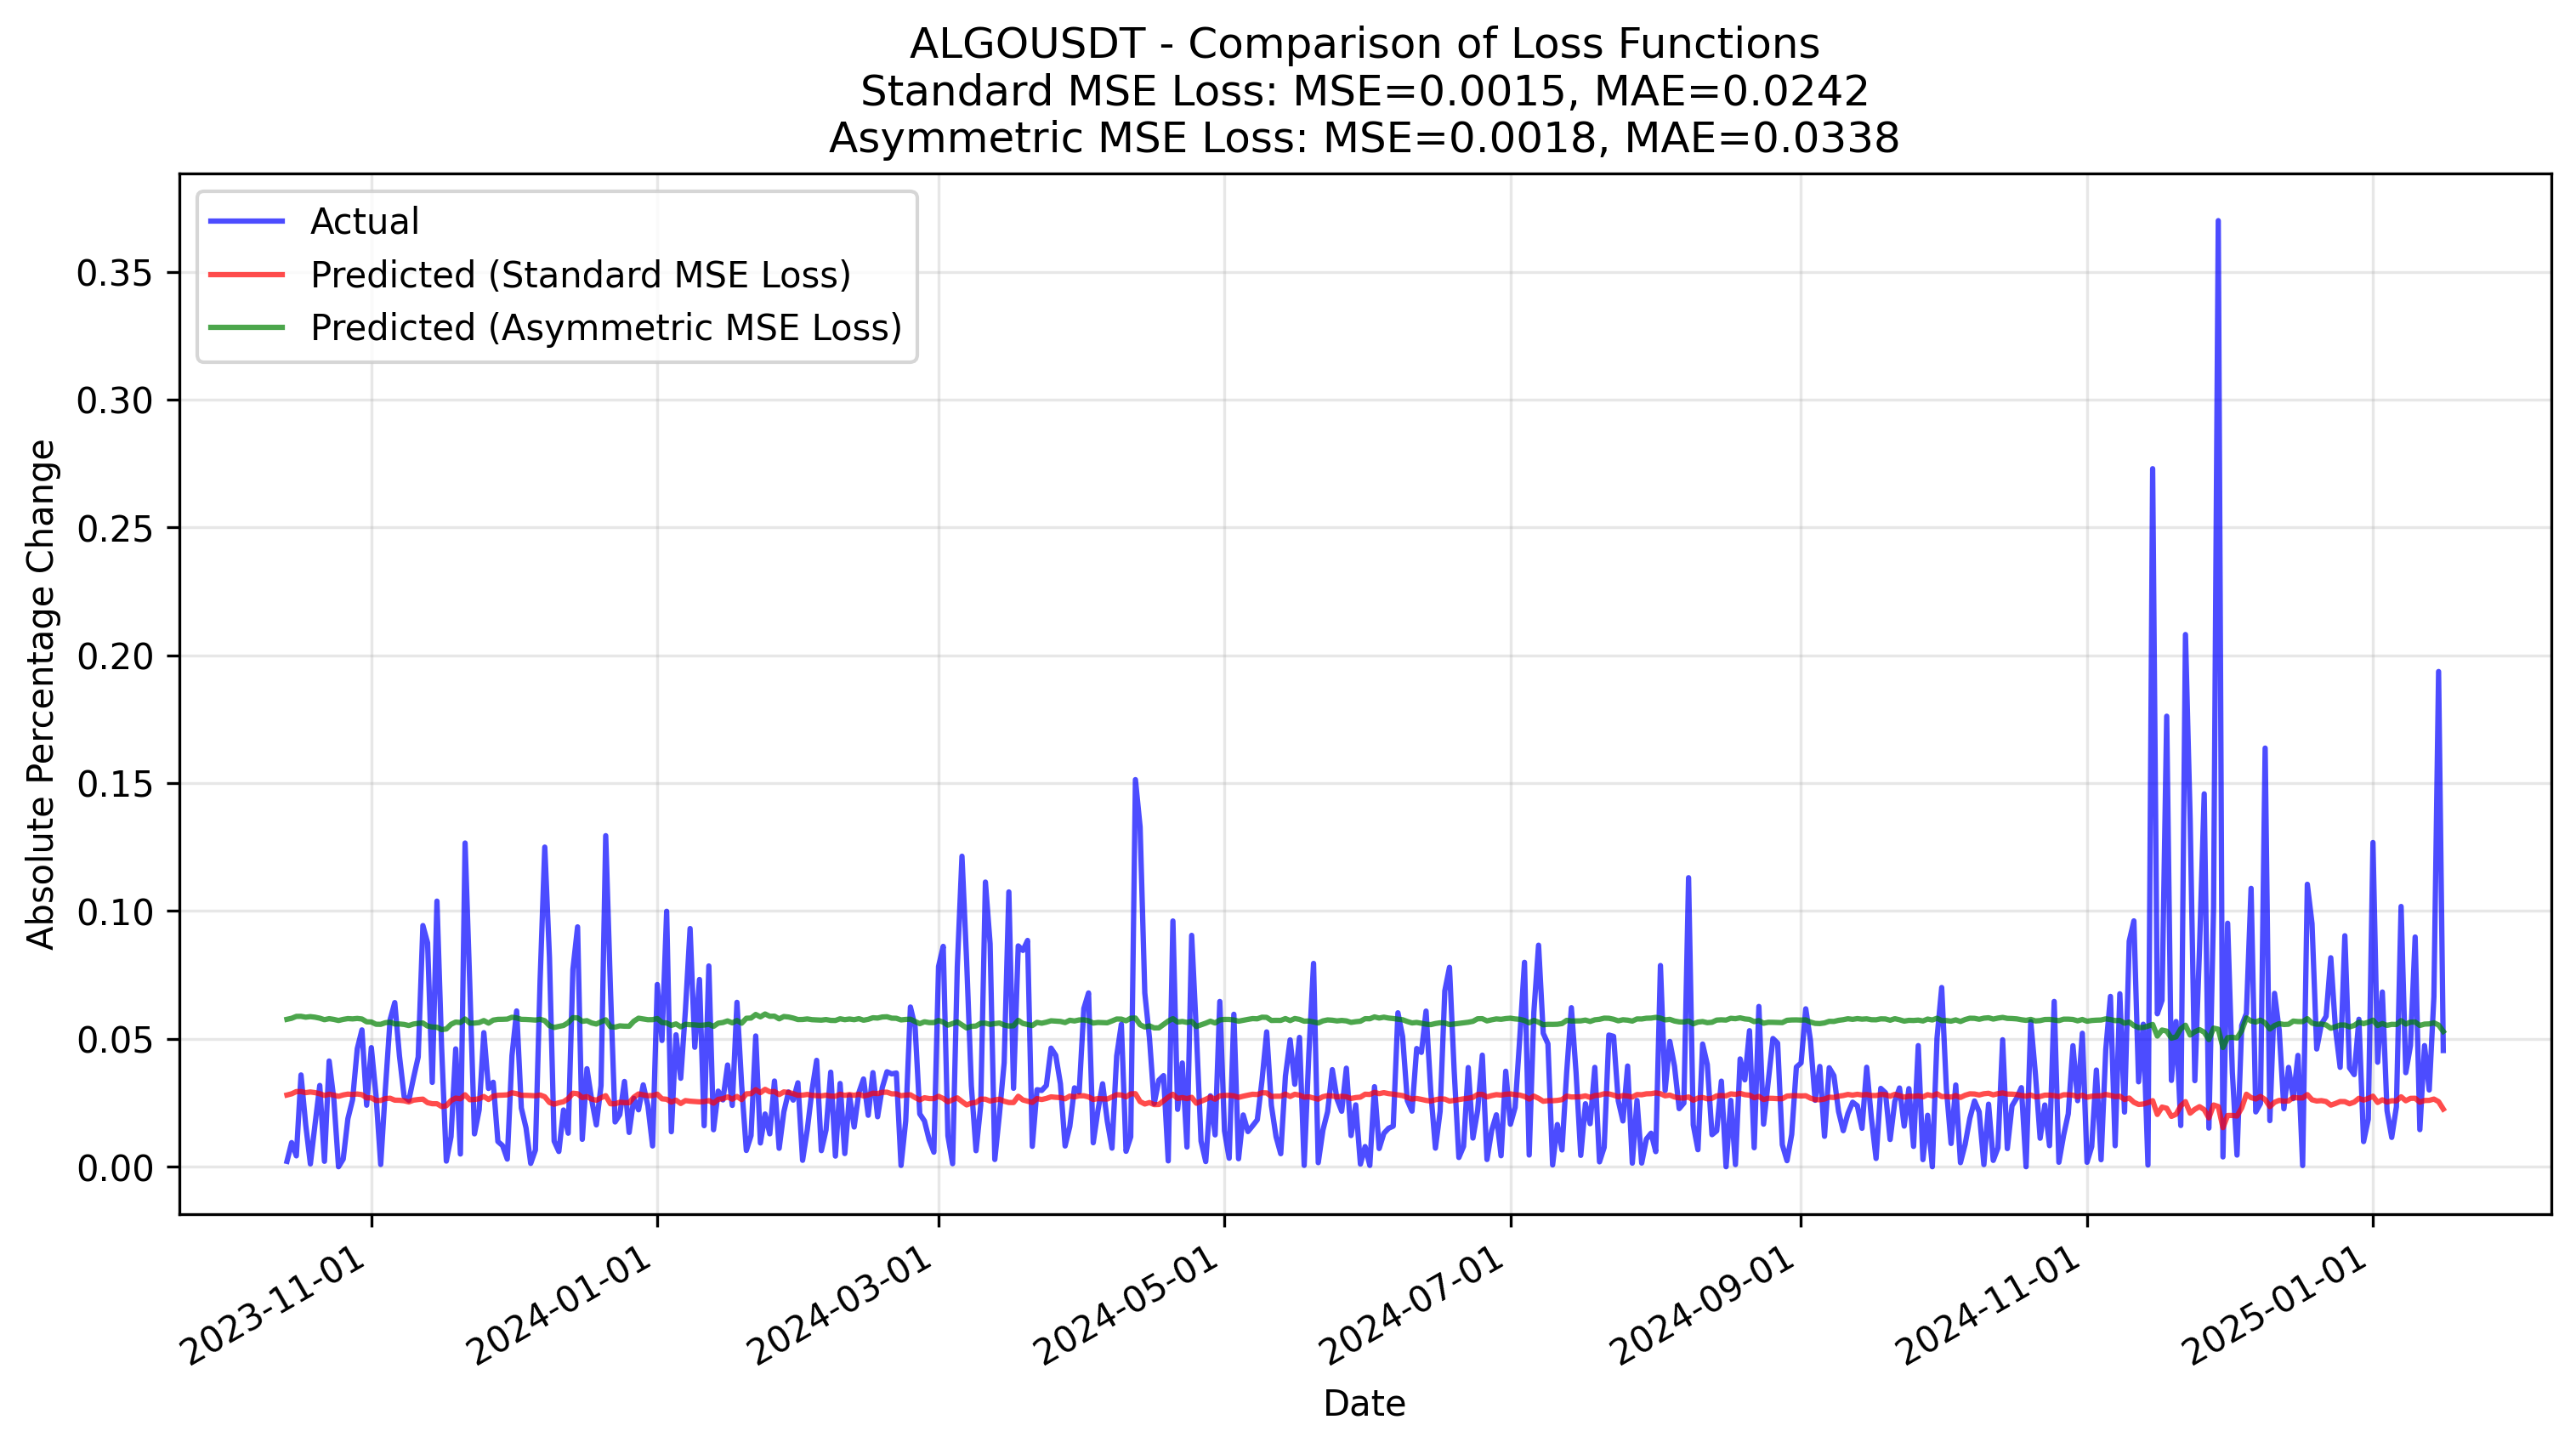 ALGOUSDT - Comparison of Loss Functions
Standard MSE Loss: MSE=0.0015, MAE=0.0242
Asymmetric MSE Loss: MSE=0.0018, MAE=0.0338
Actual
Predicted (Standard MSE Loss)
Predicted (Asymmetric MSE Loss)
Absolute Percentage Change
0.35
0.30
0.25
0.20
0.15
0.10
0.05
0.00
2023-11-01
2024-01-01
2024-03-01
2024-05-01
2024-07-01
2024-09-01
2024-11-01
2025-01-01
Date